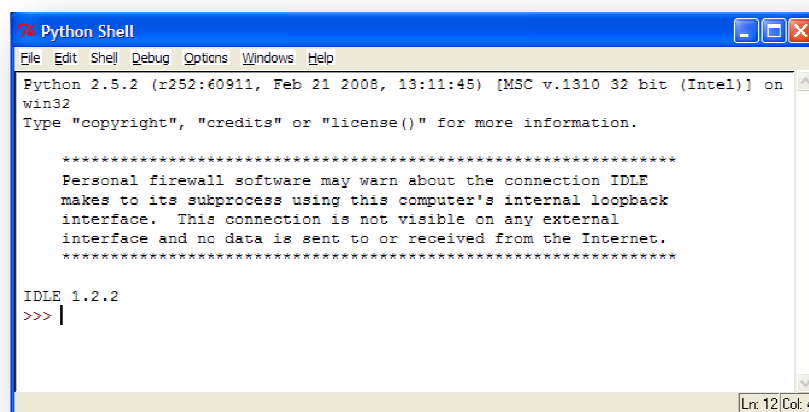 Python Shell
File Edit Shell Debug Options Windows Help
Python 2.5.2 (r252:60911, Feb 21 2008, 13:11:45) [MSC v.1310 32 bit (Intel)] on
win32
Type "copyright", "credits" or "license()" for more information.
****************************************************************
Personal firewall software may warn about the connection IDLE
makes to its subprocess using this computer's internal loopback
interface.  This connection is not visible on any external
interface and no data is sent to or received from the Internet.
****************************************************************
IDLE 1.2.2
>>>
Ln: 12 Col: 4